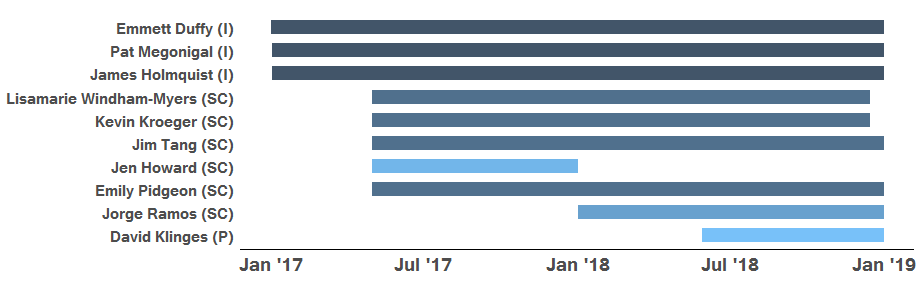 Emmett Duffy (I)
Pat Megonigal (I)
James Holmquist (I)
Lisamarie Windham-Myers (SC)
Kevin Kroeger (SC)
Jim Tang (SC)
Jen Howard (SC)
Emily Pidgeon (SC)
Jorge Ramos (SC)
David Klinges (P)
Jan '17 Jul '17 Jan '18 Jul '18 Jan '19